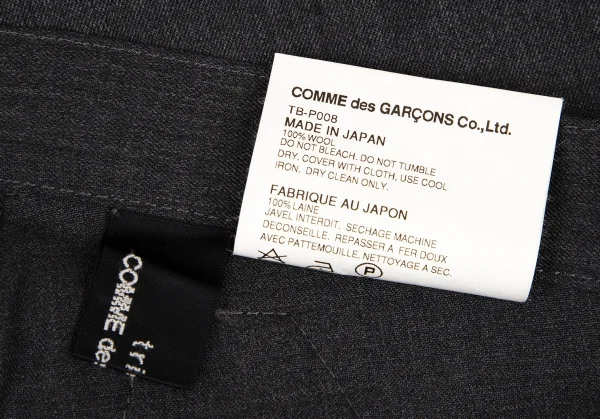 COMME des GARÇONS Co.,Ltd.
TB-P008
MADE IN JAPAN
100% WOOL
DO NOT BLEACH. DO NOT TUMBLE
DRY. COVER WITH CLOTH, USE COOL
IRON. DRY CLEAN ONLY.
FABRIQUE AU JAPON
100% LAINE
JAVEL INTERDIT. SECHAGE MACHINE
DECONSEILLE. REPASSER A FER DOUX
AVEC PATTEMOUILLE. NETTOYAGE A SEC.
P
tri
COMME de